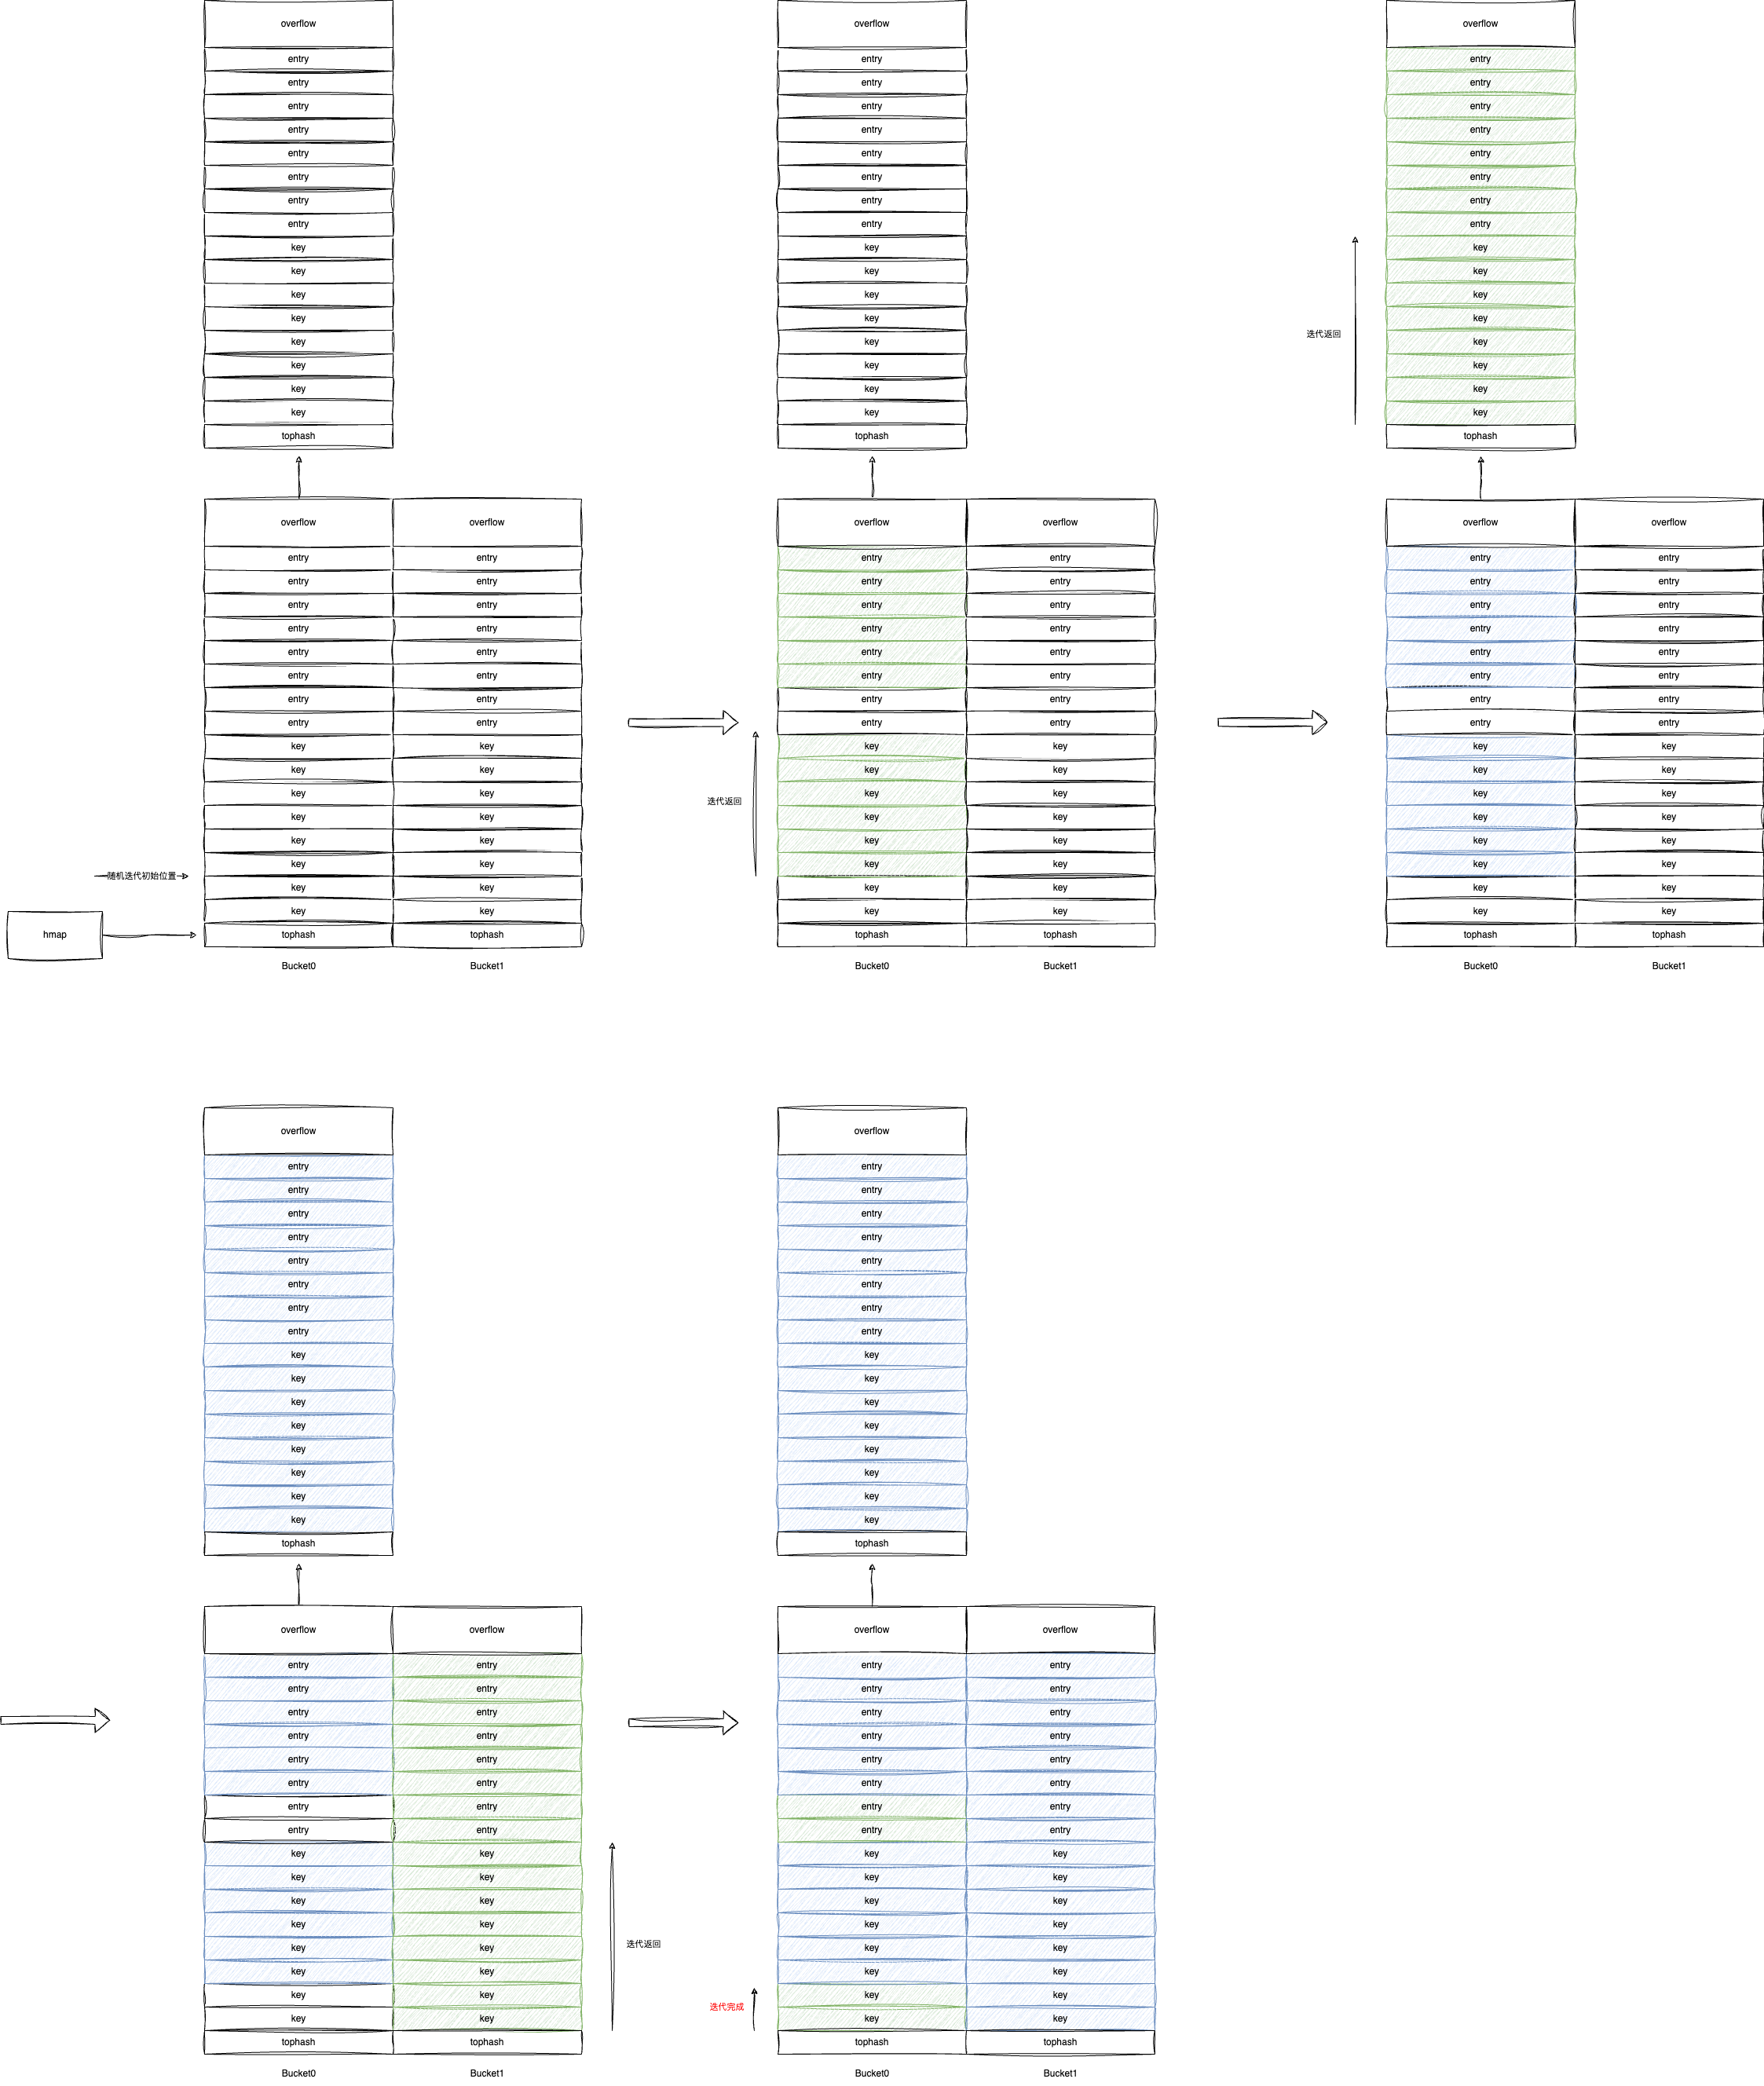 overflow overflow overflow
entry entry entry
entry entry entry
entry entry entry
entry entry entry
entry entry entry
entry entry entry
entry entry entry
entry entry entry
key key key
key key key
key key key
key key key
迭代返回
key key key
key key key
key key key
key key key
tophash tophash tophash
overflow overflow overflow overflow overflow overflow
entry entry entry entry entry entry
entry entry entry entry entry entry
entry entry entry entry entry entry
entry entry entry entry entry entry
entry entry entry entry entry entry
entry entry entry entry entry entry
entry entry entry entry entry entry
entry entry entry entry entry entry
key key key key key key
key key key key key key
key key key key key key
迭代返回
key key key key key key
key key key key key key
key key key key key key
随机迭代初始位置
key key key key key key
key key key key key key
hmap tophash tophash tophash tophash tophash tophash
Bucket0 Bucket1 Bucket0 Bucket1 Bucket0 Bucket1
overflow overflow
entry entry
entry entry
entry entry
entry entry
entry entry
entry entry
entry entry
entry entry
key key
key key
key key
key key
key key
key key
key key
key key
tophash tophash
overflow overflow overflow overflow
entry entry entry entry
entry entry entry entry
entry entry entry entry
entry entry entry entry
entry entry entry entry
entry entry entry entry
entry entry entry entry
entry entry entry entry
key key key key
key key key key
key key key key
key key key key
key key 迭代返回 key key
key key key key
key key key key
迭代完成
key key key key
tophash tophash tophash tophash
Bucket0 Bucket1 Bucket0 Bucket1